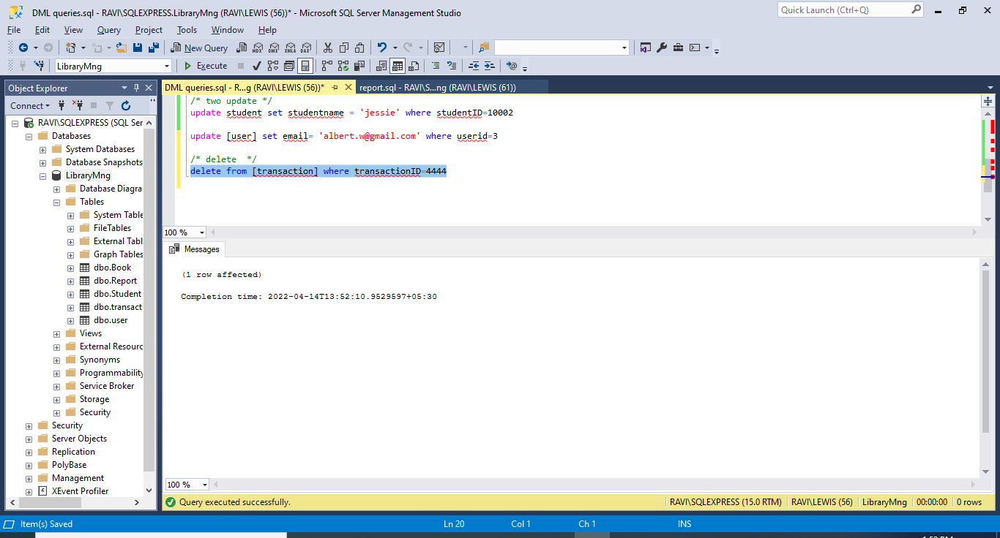 DML queries.sql - RAVI\SQLEXPRESS.LibraryMng (RAVI\LEWIS (56))* - Microsoft SQL Server Management Studio
Quick Launch (Ctrl+Q)
File Edit View Query Project Tools Window Help
New Query MDX DMX XMLA DAX
LibraryMng Execute
Object Explorer
Connect
RAVI\SQLEXPRESS (SQL Ser
Databases
System Databases
Database Snapshots
LibraryMng
Database Diagra
Tables
System Table
FileTables
External Tabl
Graph Tables
dbo.Book
dbo.Report
dbo.Student
dbo.transact
dbo.user
Views
External Resourc
Synonyms
Programmability
Service Broker
Storage
Security
Security
Server Objects
Replication
PolyBase
Management
XEvent Profiler
DML queries.sql - R...g (RAVI\LEWIS (56))* report.sql - RAVI\S...ng (RAVI\LEWIS (61))
/* two update */
update student set studentname = 'jessie' where studentID=10002
update [user] set email= 'albert.w@gmail.com' where userid=3
/* delete  */
delete from [transaction] where transactionID=4444
100 %
Messages
(1 row affected)
Completion time: 2022-04-14T13:52:10.9529597+05:30
100 %
Query executed successfully. RAVI\SQLEXPRESS (15.0 RTM) RAVI\LEWIS (56) LibraryMng 00:00:00 0 rows
Item(s) Saved Ln 20 Col 1 Ch 1 INS